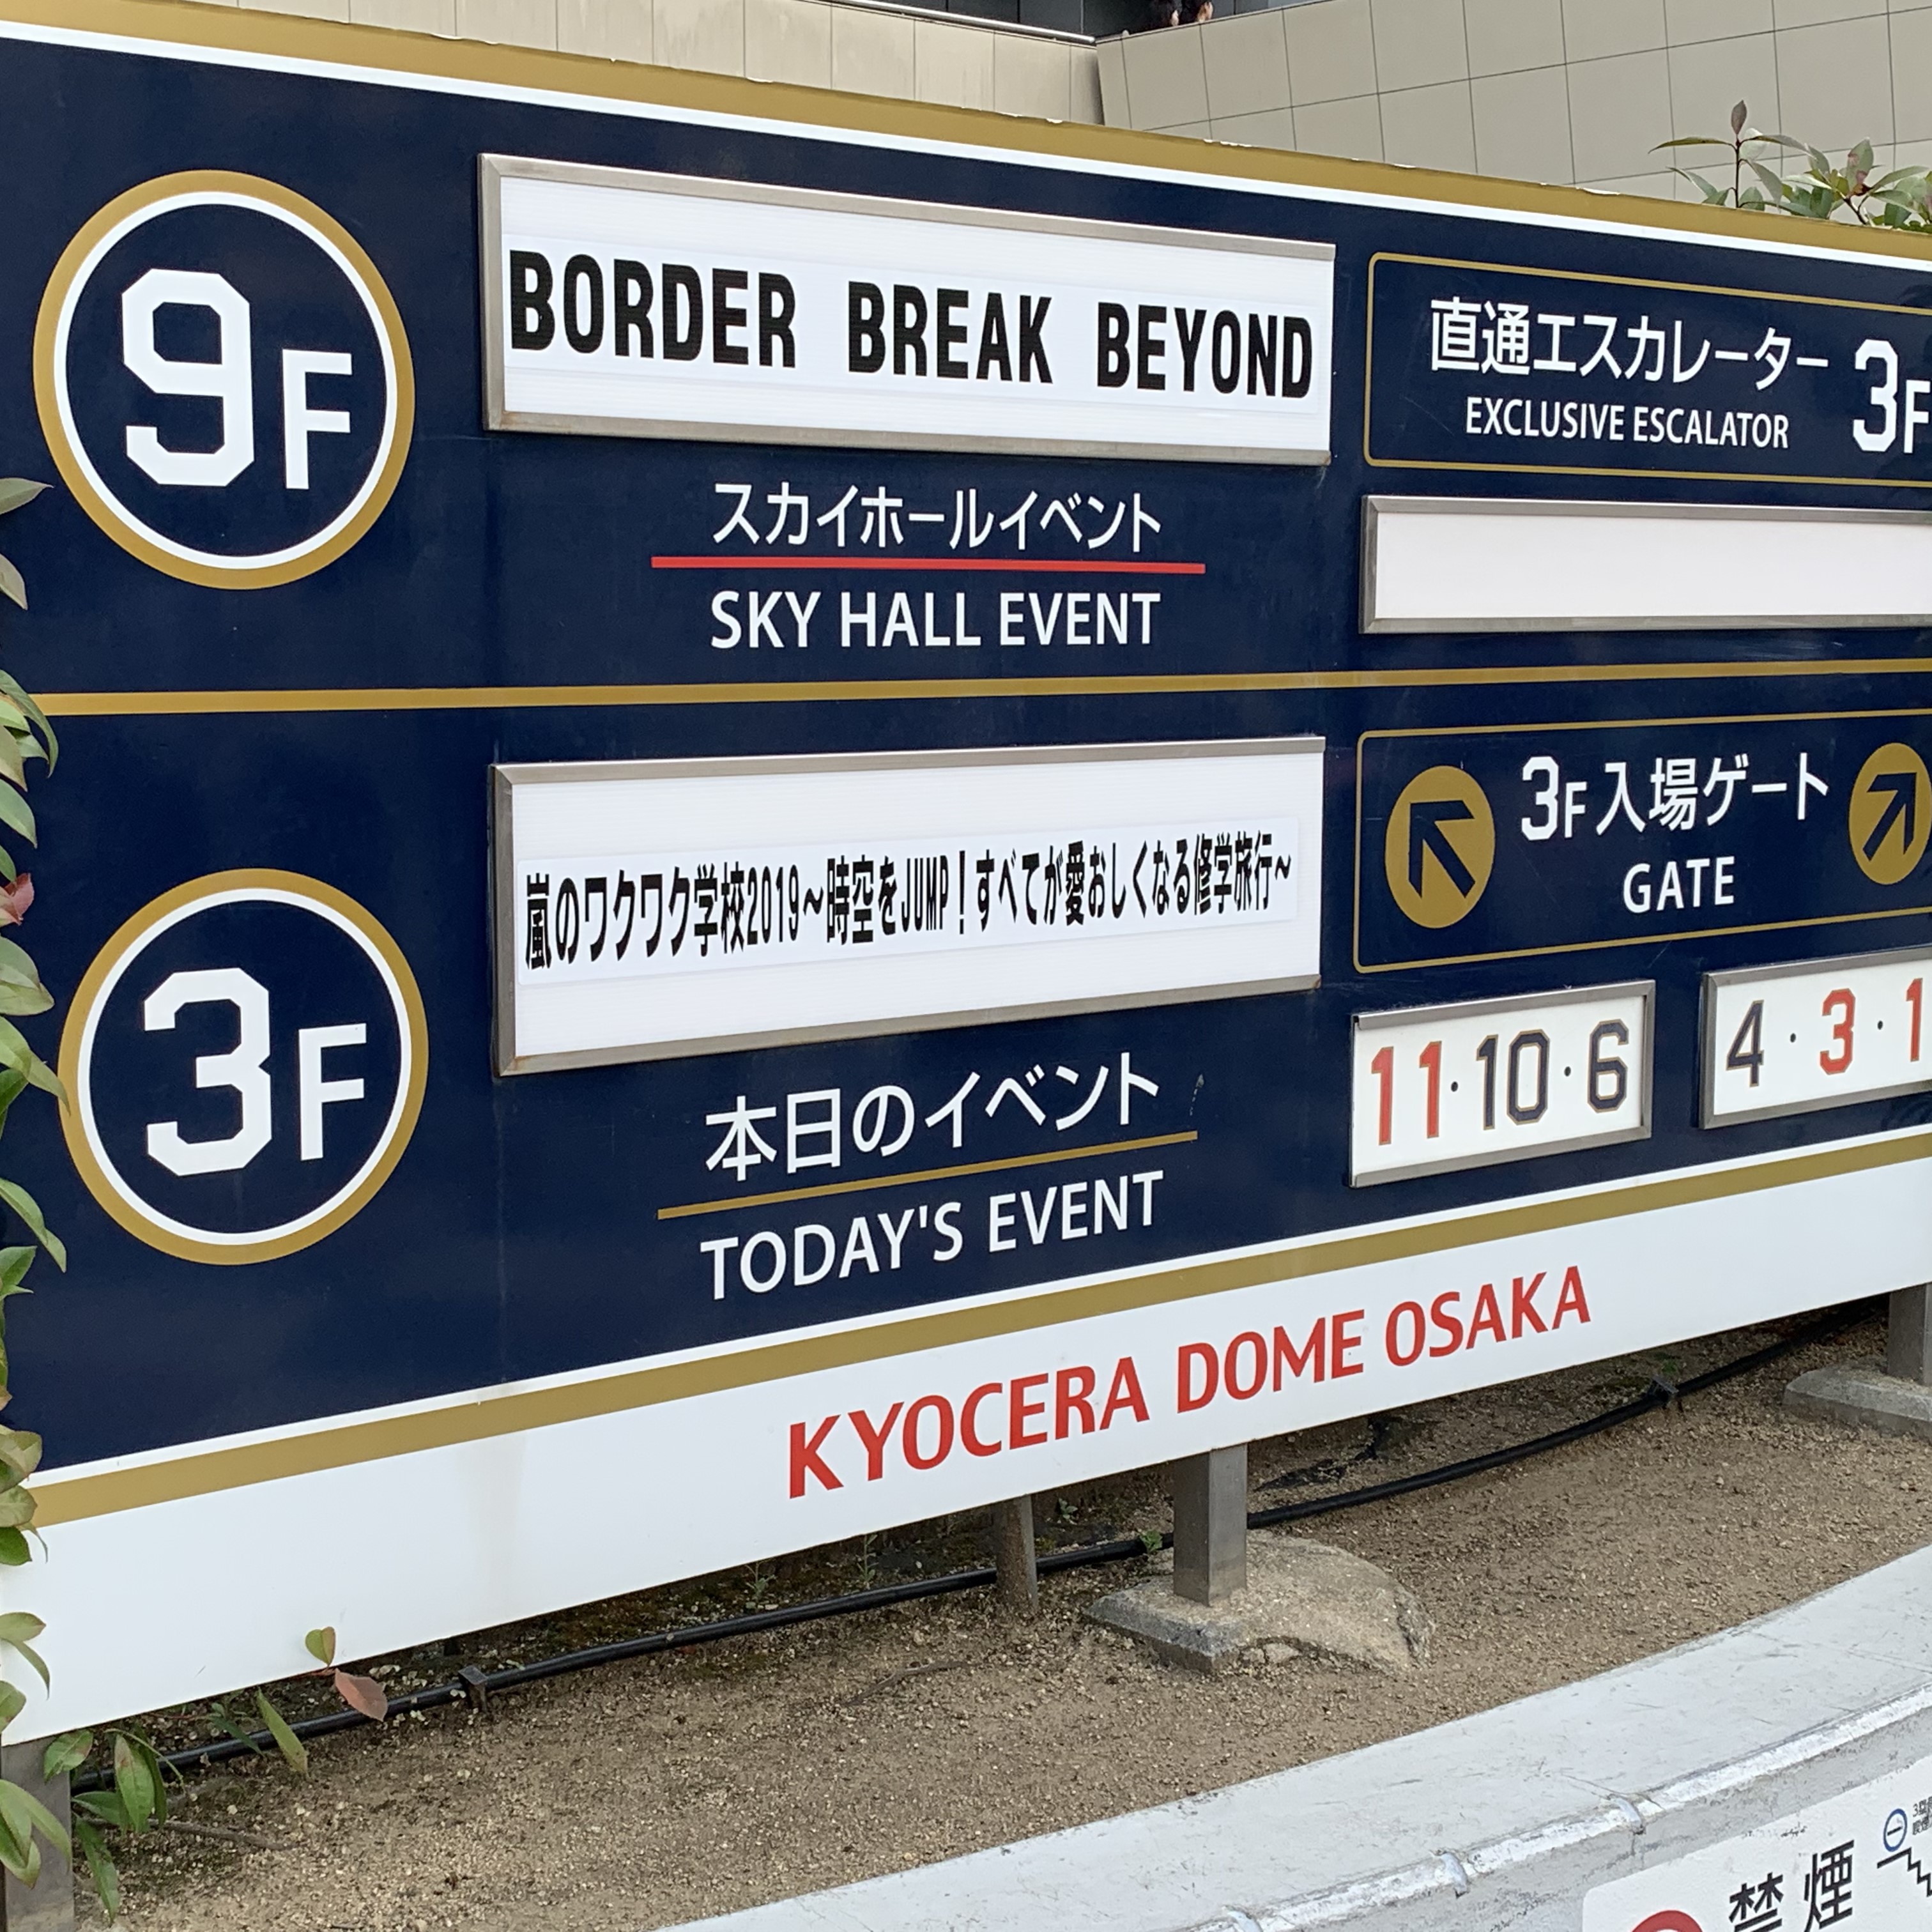 9F
BORDER BREAK BEYOND
スカイホールイベント
SKY HALL EVENT
直通エスカレーター 3F
EXCLUSIVE ESCALATOR
3F
嵐のワクワク学校2019～時空をJUMP！すべてが愛おしくなる修学旅行～
本日のイベント
TODAY'S EVENT
3F入場ゲート
GATE
11・10・6
4・3・1
KYOCERA DOME OSAKA
禁煙